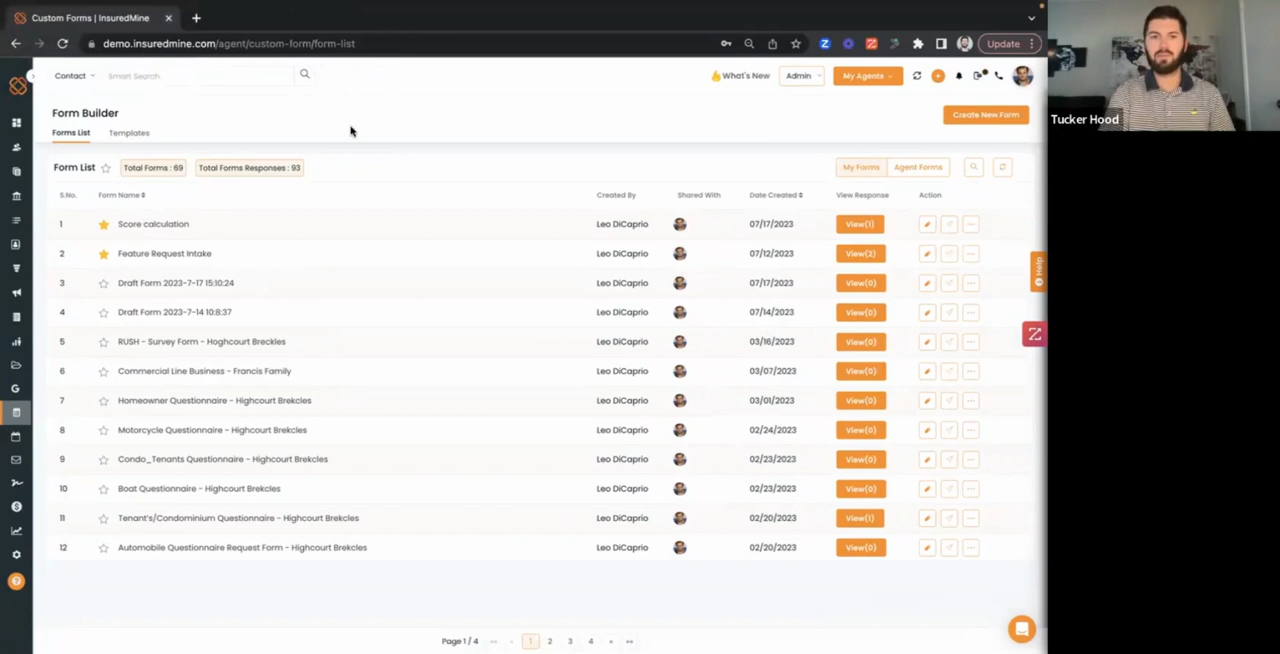 Custom Forms | InsuredMine
demo.insuredmine.com/agent/custom-form/form-list
Update
Contact
Smart Search
What's New
Admin
My Agents
Form Builder
Create New Form
Forms List
Templates
Form List
Total Forms : 69
Total Forms Responses : 93
My Forms
Agent Forms
S.No. Form Name Created By Shared With Date Created View Response Action
1 Score calculation Leo DiCaprio 07/17/2023 View(1)
2 Feature Request Intake Leo DiCaprio 07/12/2023 View(2)
3 Draft Form 2023-7-17 15:10:24 Leo DiCaprio 07/17/2023 View(0)
4 Draft Form 2023-7-14 10:8:37 Leo DiCaprio 07/14/2023 View(0)
5 RUSH - Survey Form - Hoghcourt Breckles Leo DiCaprio 03/16/2023 View(0)
6 Commercial Line Business - Francis Family Leo DiCaprio 03/07/2023 View(0)
7 Homeowner Questionnaire - Highcourt Brekcles Leo DiCaprio 03/01/2023 View(0)
8 Motorcycle Questionnaire - Highcourt Brekcles Leo DiCaprio 02/24/2023 View(0)
9 Condo_Tenants Questionnaire - Highcourt Brekcles Leo DiCaprio 02/23/2023 View(0)
10 Boat Questionnaire - Highcourt Brekcles Leo DiCaprio 02/23/2023 View(0)
11 Tenant's/Condominium Questionnaire - Highcourt Brekcles Leo DiCaprio 02/20/2023 View(1)
12 Automobile Questionnaire Request Form - Highcourt Brekcles Leo DiCaprio 02/20/2023 View(0)
Help
Page 1 / 4 1 2 3 4
Tucker Hood